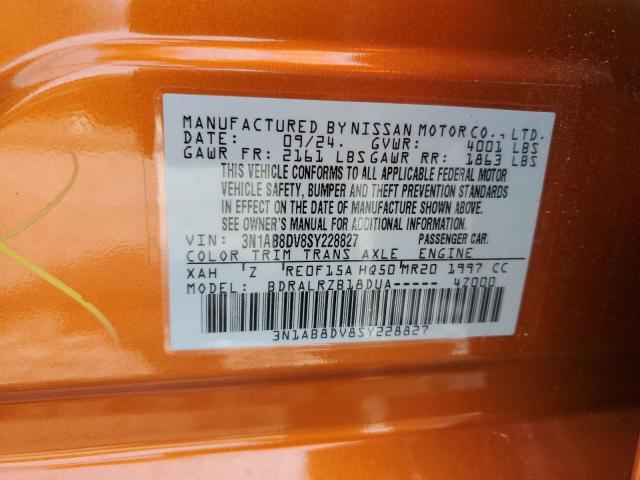 MANUFACTURED BY NISSAN MOTOR CO., LTD.
DATE: 09/24. GVWR: 4001 LBS
GAWR FR: 2161 LBS GAWR RR: 1863 LBS
THIS VEHICLE CONFORMS TO ALL APPLICABLE FEDERAL MOTOR
VEHICLE SAFETY, BUMPER AND THEFT PREVENTION STANDARDS
IN EFFECT ON THE DATE OF MANUFACTURE SHOWN ABOVE.
SEE OWNER'S MANUAL FOR ADDITIONAL INFORMATION.
VIN: 3N1AB8DV8SY228827 PASSENGER CAR.
COLOR TRIM TRANS AXLE ENGINE
XAH Z RE0F15A HQ50 MR20 1997 CC
MODEL: BDRALRZB18DUA----- 4Z000
3N1AB8DV8SY228827